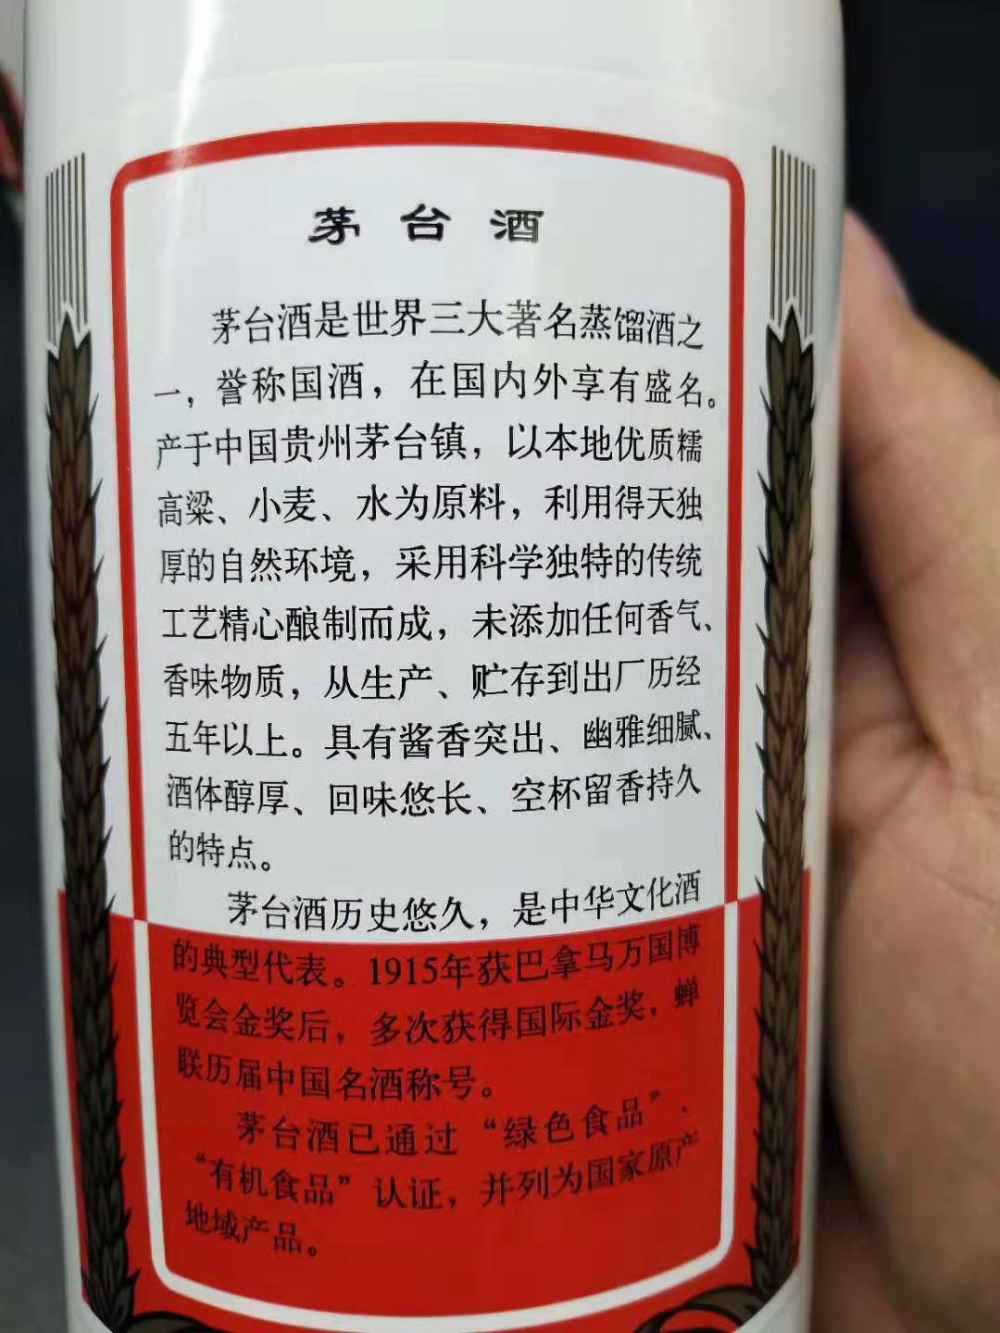 茅台酒
茅台酒是世界三大著名蒸馏酒之
一，誉称国酒，在国内外享有盛名。
产于中国贵州茅台镇，以本地优质糯
高粱、小麦、水为原料，利用得天独
厚的自然环境，采用科学独特的传统
工艺精心酿制而成，未添加任何香气、
香味物质，从生产、贮存到出厂历经
五年以上。具有酱香突出、幽雅细腻、
酒体醇厚、回味悠长、空杯留香持久
的特点。
茅台酒历史悠久，是中华文化酒
的典型代表。1915年获巴拿马万国博
览会金奖后，多次获得国际金奖，蝉
联历届中国名酒称号。
茅台酒已通过“绿色食品”、
“有机食品”认证，并列为国家原产
地域产品。